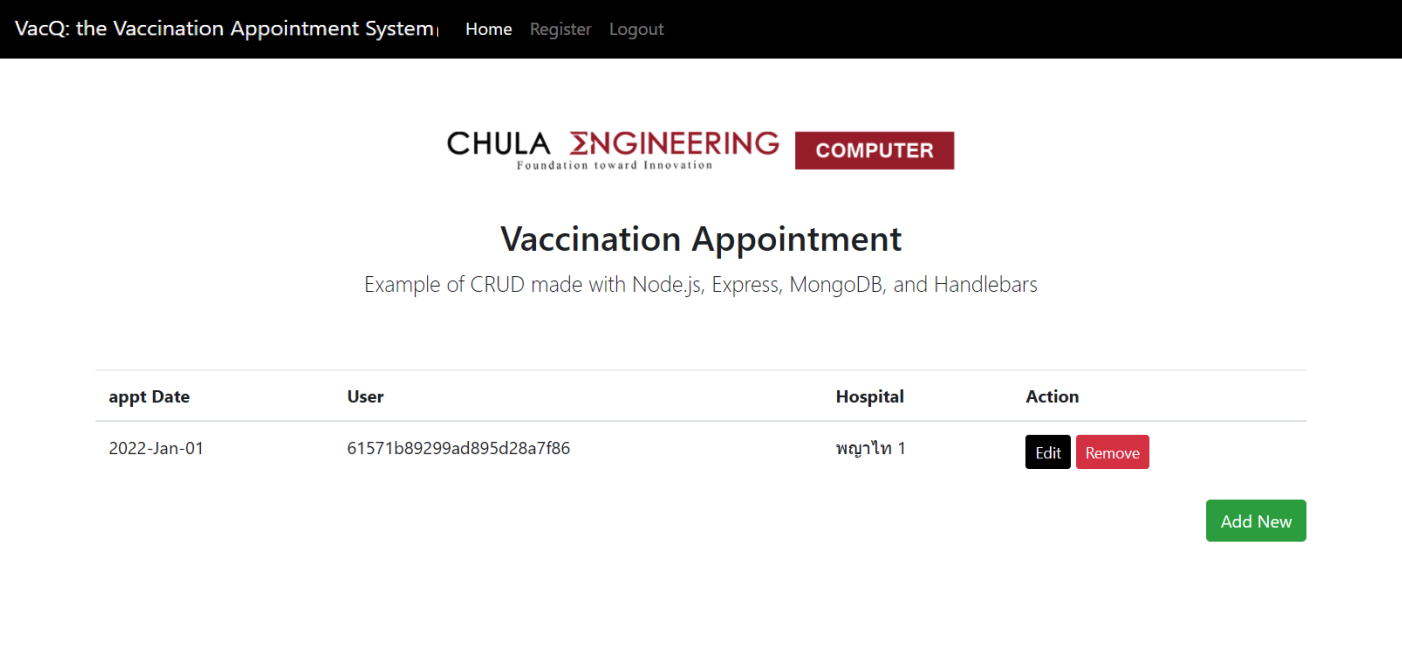 VacQ: the Vaccination Appointment System Home Register Logout
CHULA ΣNGINEERING COMPUTER
Foundation toward Innovation
Vaccination Appointment
Example of CRUD made with Node.js, Express, MongoDB, and Handlebars
appt Date User Hospital Action
2022-Jan-01 61571b89299ad895d28a7f86 พญาไท 1 Edit Remove
Add New